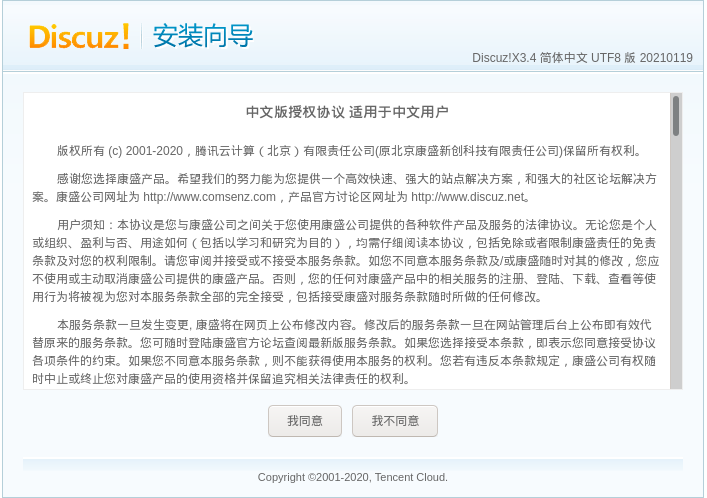 Discuz! 安装向导
Discuz!X3.4 简体中文 UTF8 版 20210119
中文版授权协议 适用于中文用户
版权所有 (c) 2001-2020，腾讯云计算（北京）有限责任公司(原北京康盛新创科技有限责任公司)保留所有权利。
感谢您选择康盛产品。希望我们的努力能为您提供一个高效快速、强大的站点解决方案，和强大的社区论坛解决方
案。康盛公司网址为 http://www.comsenz.com，产品官方讨论区网址为 http://www.discuz.net。
用户须知：本协议是您与康盛公司之间关于您使用康盛公司提供的各种软件产品及服务的法律协议。无论您是个人
或组织、盈利与否、用途如何（包括以学习和研究为目的），均需仔细阅读本协议，包括免除或者限制康盛责任的免责
条款及对您的权利限制。请您审阅并接受或不接受本服务条款。如您不同意本服务条款及/或康盛随时对其的修改，您应
不使用或主动取消康盛公司提供的康盛产品。否则，您的任何对康盛产品中的相关服务的注册、登陆、下载、查看等使
用行为将被视为您对本服务条款全部的完全接受，包括接受康盛对服务条款随时所做的任何修改。
本服务条款一旦发生变更, 康盛将在网页上公布修改内容。修改后的服务条款一旦在网站管理后台上公布即有效代
替原来的服务条款。您可随时登陆康盛官方论坛查阅最新版服务条款。如果您选择接受本条款，即表示您同意接受协议
各项条件的约束。如果您不同意本服务条款，则不能获得使用本服务的权利。您若有违反本条款规定，康盛公司有权随
时中止或终止您对康盛产品的使用资格并保留追究相关法律责任的权利。
我同意 我不同意
Copyright ©2001-2020, Tencent Cloud.